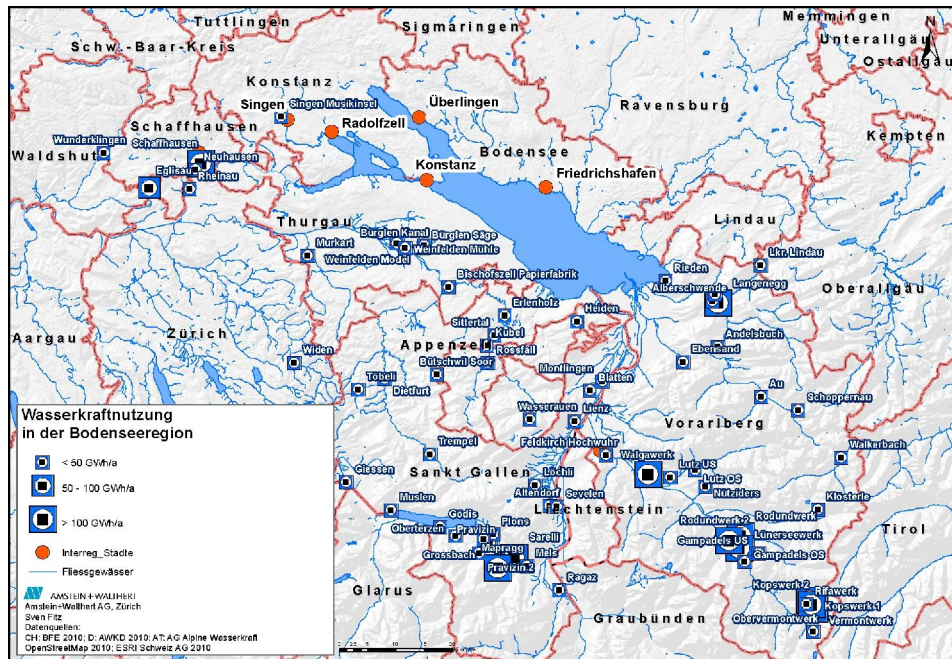 Tuttlingen
Sigmaringen
Memmingen
N
Schw.-Baar-Kreis
Unterallgäu
Ostallgäu
Konstanz
Singen
Singen Musikinsel
Überlingen
Ravensburg
Radolfzell
Schaffhausen
Kempten
Wunderklingen
Schaffhausen
Waldshut
Neuhausen
Bodensee
Eglisau
Rheinau
Konstanz
Friedrichshafen
Thurgau
Lindau
Bürglen Kanal
Bürglen Säge
Murkart
Weinfelden Mühle
Weinfelden Model
Lkr. Lindau
Rieden
Bischofszell Papierfabrik
Alberschwende
Langenegg
Oberallgäu
Erlenholz
Heiden
Sittertal
Kubel
Andelsbuch
Aargau
Zürich
Appenzell
Rossfall
Ebensand
Widen
Bütschwil Soor
Montlingen
Blatten
Töbeli
Dietfurt
Au
Schoppernau
Wasserauen
Lienz
Vorarlberg
Feldkirch Hochwuhr
Trempel
Walkerbach
Walgawerk
Sankt Gallen
Lutz US
Giessen
Löchli
Lutz OS
Altendorf
Sevelen
Nütziders
Muslen
Liechtenstein
Klösterle
Godis
Rodundwerk 2
Rodundwerk
Tirol
Oberterzen
Pravizin
Plons
Lünerseewerk
Sarelli
Gampadels US
Grossbach
Mapragg
Mels
Gampadels OS
Pravizin 2
Ragaz
Kopswerk 2
Rifawerk
Glarus
Kopswerk 1
Graubünden
Obervermontwerk
Vermontwerk
Wasserkraftnutzung
in der Bodenseeregion
< 50 GWh/a
50 - 100 GWh/a
> 100 GWh/a
Interreg_Städte
Fliessgewässer
AMSTEIN + WALTHERT
Amstein+Walthert AG, Zürich
Sven Fitz
Datenquellen:
CH: BFE 2010; D: AWKD 2010; AT: AG Alpine Wasserkraft
OpenStreetMap 2010; ESRI Schweiz AG 2010